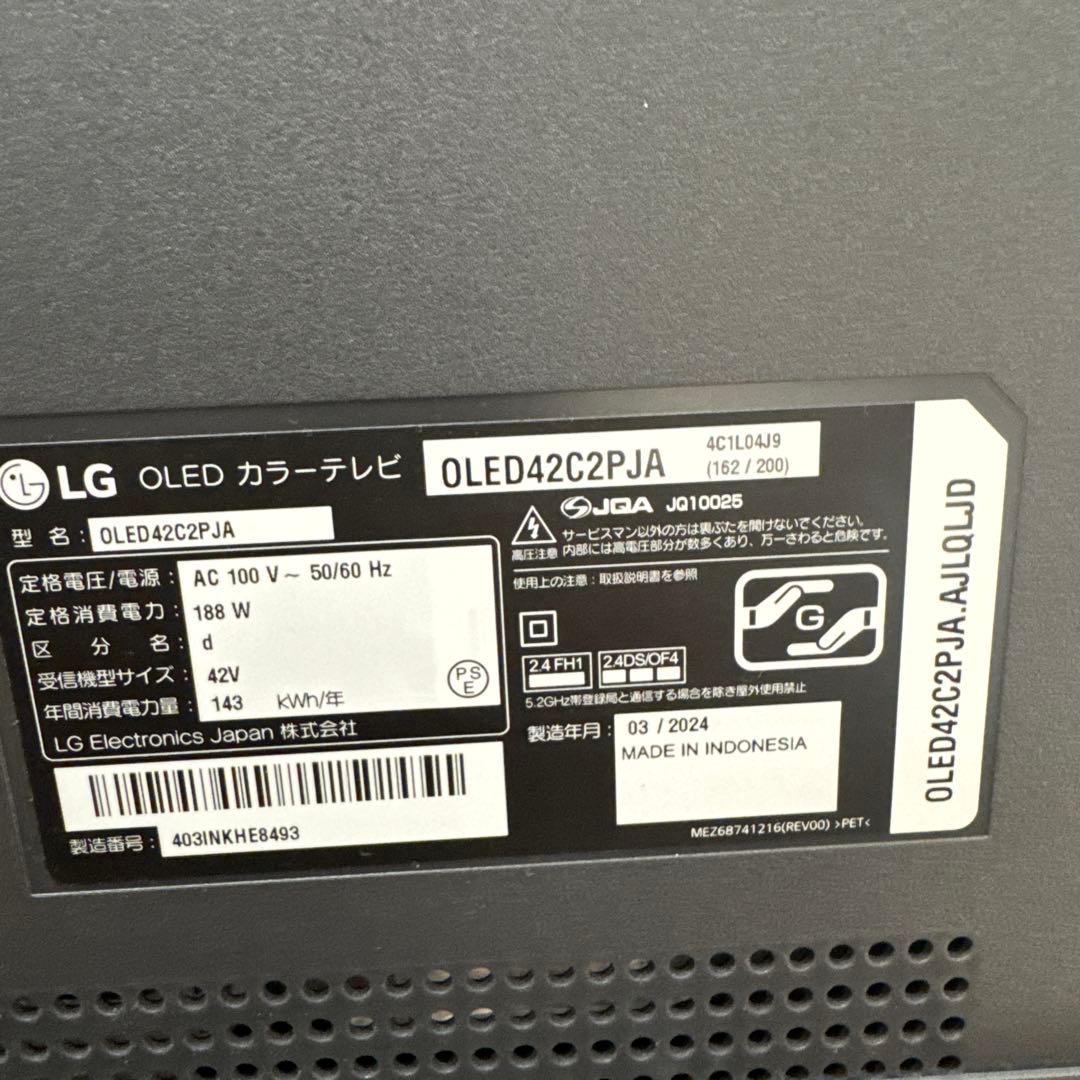 LG OLED カラーテレビ
OLED42C2PJA
4C1L04J9
(162 / 200)
型 名 : OLED42C2PJA
定格電圧/電源 : AC 100 V～ 50/60 Hz
定格消費電力 : 188 W
区 分 名 : d
受信機型サイズ : 42V
年間消費電力量 : 143 kWh/年
PS
E
LG Electronics Japan 株式会社
製造番号 : 403INKHE8493
JQA JQ10025
高圧注意
サービスマン以外の方は裏ぶたを開けないでください。
内部には高電圧部分が数多くあり、万一さわると危険です。
使用上の注意 : 取扱説明書を参照
G
2.4 FH1
2.4DS/OF4
5.2GHz帯登録局と通信する場合を除き屋外使用禁止
製造年月 : 03 / 2024
MADE IN INDONESIA
MEZ68741216(REV00) >PET<
OLED42C2PJA.AJLQLJD